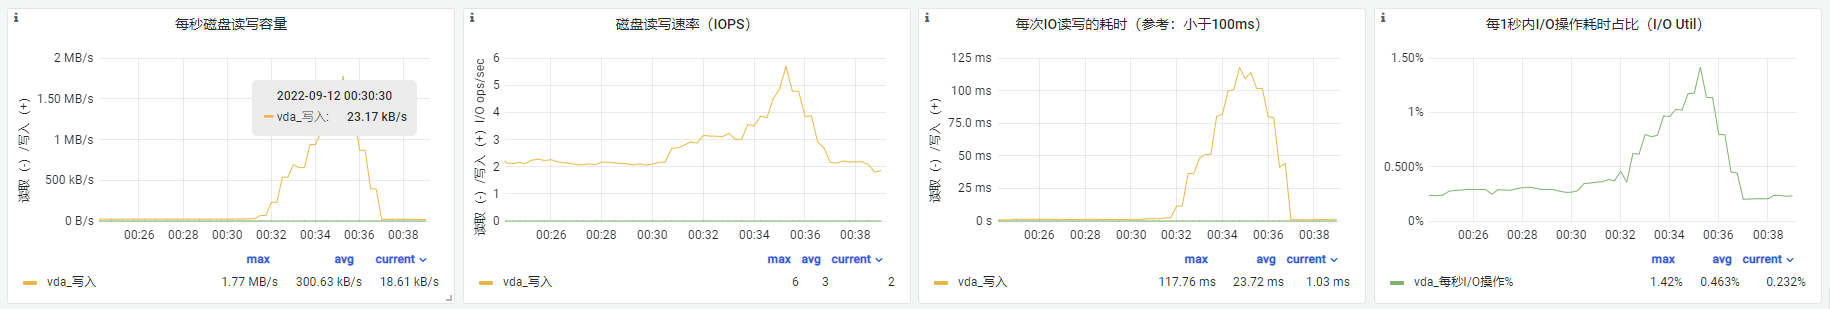 每秒磁盘读写容量
读取（-）/写入（+）
2 MB/s
1.50 MB/s
1 MB/s
500 kB/s
0 B/s
2022-09-12 00:30:30
vda_写入: 23.17 kB/s
00:26 00:28 00:30 00:32 00:34 00:36 00:38
max avg current
vda_写入 1.77 MB/s 300.63 kB/s 18.61 kB/s
磁盘读写速率（IOPS）
读取（-）/写入（+）I/O ops/sec
6
5
4
3
2
1
0
00:26 00:28 00:30 00:32 00:34 00:36 00:38
max avg current
vda_写入 6 3 2
每次IO读写的耗时（参考：小于100ms）
读取（-）/写入（+）
125 ms
100 ms
75.0 ms
50 ms
25 ms
0 s
00:26 00:28 00:30 00:32 00:34 00:36 00:38
max avg current
vda_写入 117.76 ms 23.72 ms 1.03 ms
每1秒内I/O操作耗时占比（I/O Util）
1.50%
1%
0.500%
0%
00:26 00:28 00:30 00:32 00:34 00:36 00:38
max avg current
vda_每秒I/O操作% 1.42% 0.463% 0.232%